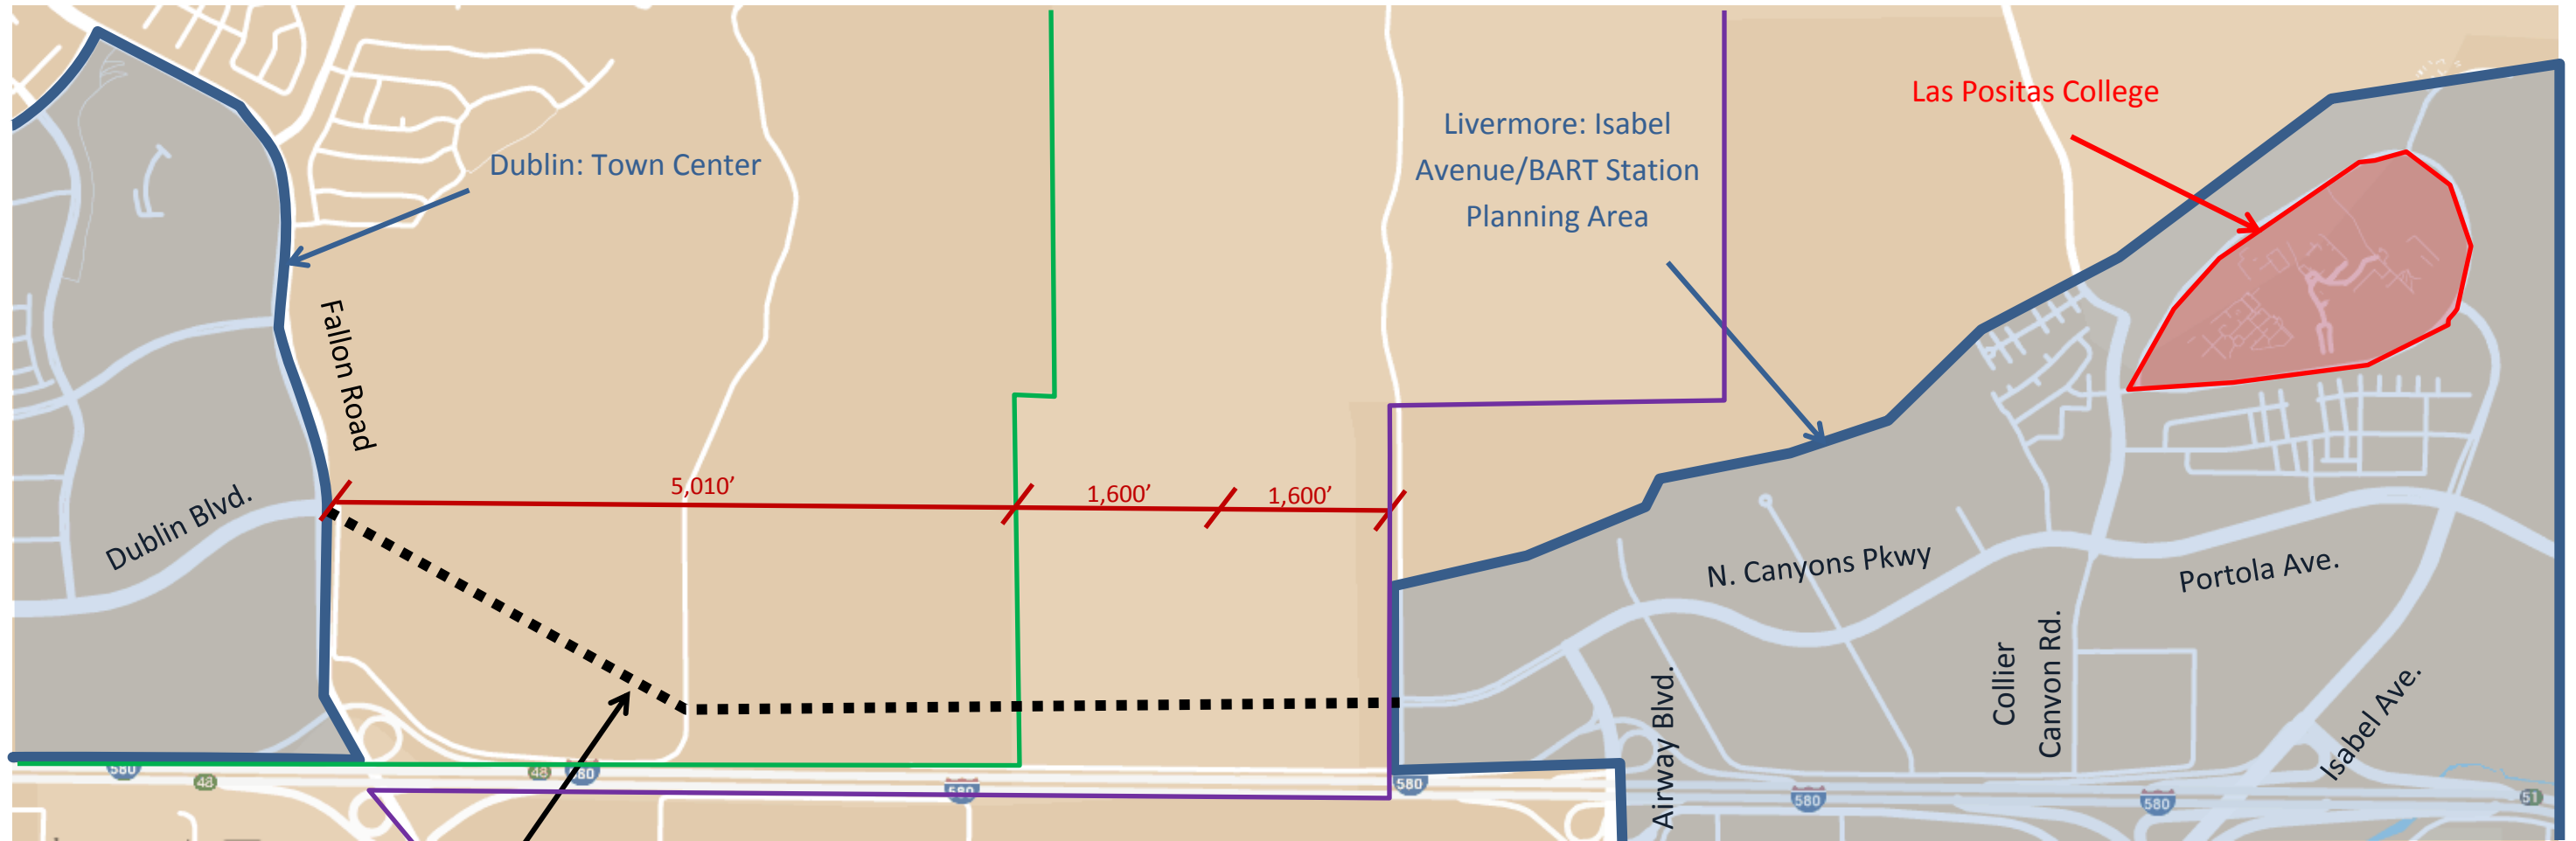 Las Positas College
Livermore: Isabel
Avenue/BART Station
Planning Area
Dublin: Town Center
Fallon Road
5,010’
1,600’
1,600’
Dublin Blvd.
N. Canyons Pkwy
Portola Ave.
Collier
Canyon Rd.
Airway Blvd.
Isabel Ave.
580
48
48
580
580
580
580
51